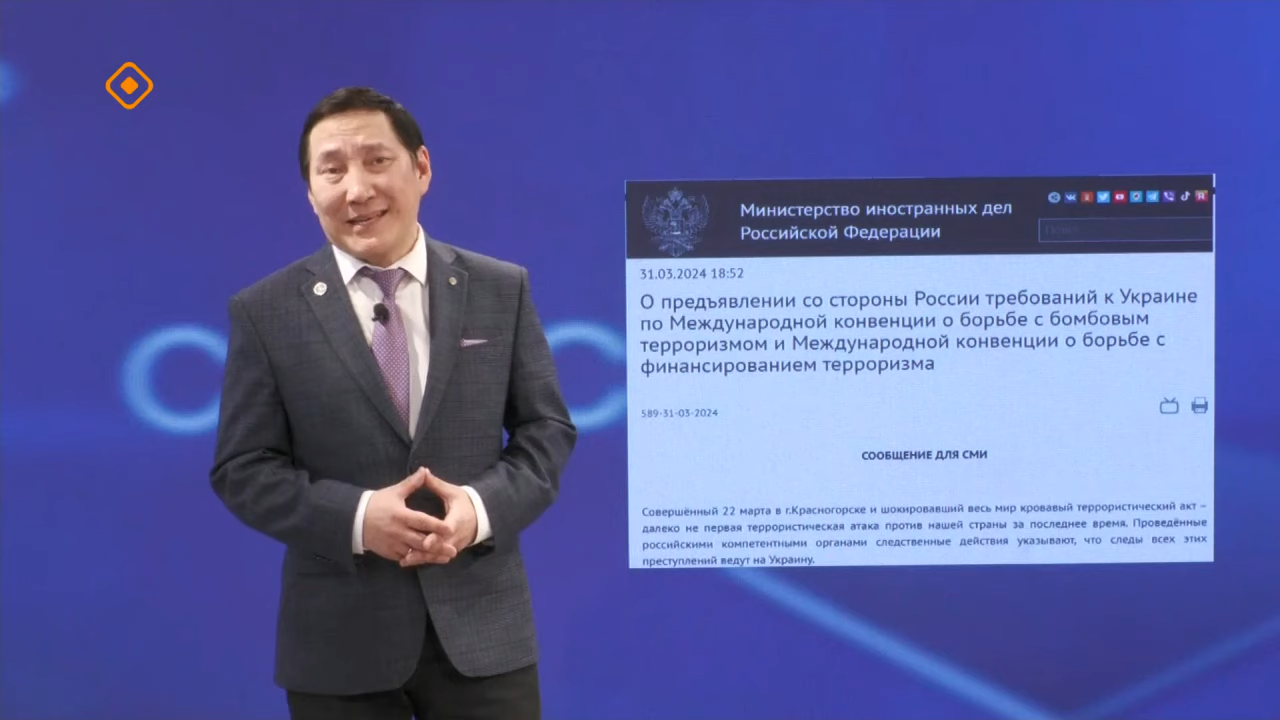 Министерство иностранных дел
Российской Федерации
31.03.2024 18:52
О предъявлении со стороны России требований к Украине
по Международной конвенции о борьбе с бомбовым
терроризмом и Международной конвенции о борьбе с
финансированием терроризма
589-31-03-2024
СООБЩЕНИЕ ДЛЯ СМИ
Совершённый 22 марта в г.Красногорске и шокировавший весь мир кровавый террористический акт –
далеко не первая террористическая атака против нашей страны за последнее время. Проведённые
российскими компетентными органами следственные действия указывают, что следы всех этих
преступлений ведут на Украину.